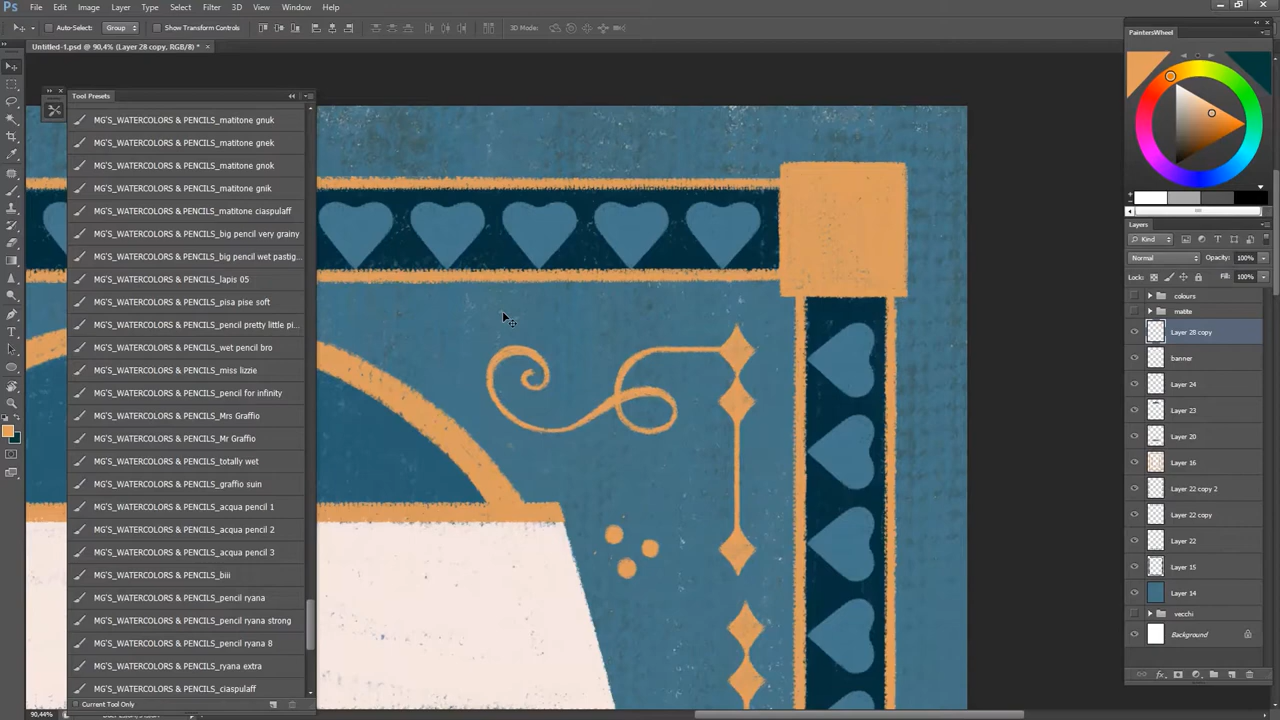 Ps File Edit Image Layer Type Select Filter 3D View Window Help
Auto-Select: Group Show Transform Controls 3D Mode:
Untitled-1.psd @ 90,4% (Layer 28 copy, RGB/8) *
Tool Presets
MG'S_WATERCOLORS & PENCILS_matitone gnuk
MG'S_WATERCOLORS & PENCILS_matitone gnek
MG'S_WATERCOLORS & PENCILS_matitone gnok
MG'S_WATERCOLORS & PENCILS_matitone gnik
MG'S_WATERCOLORS & PENCILS_matitone ciaspulaff
MG'S_WATERCOLORS & PENCILS_big pencil very grainy
MG'S_WATERCOLORS & PENCILS_big pencil wet pastig...
MG'S_WATERCOLORS & PENCILS_lapis 05
MG'S_WATERCOLORS & PENCILS_pisa pise soft
MG'S_WATERCOLORS & PENCILS_pencil pretty little pi...
MG'S_WATERCOLORS & PENCILS_wet pencil bro
MG'S_WATERCOLORS & PENCILS_miss lizzie
MG'S_WATERCOLORS & PENCILS_pencil for infinity
MG'S_WATERCOLORS & PENCILS_Mrs Graffio
MG'S_WATERCOLORS & PENCILS_Mr Graffio
MG'S_WATERCOLORS & PENCILS_totally wet
MG'S_WATERCOLORS & PENCILS_graffio suin
MG'S_WATERCOLORS & PENCILS_acqua pencil 1
MG'S_WATERCOLORS & PENCILS_acqua pencil 2
MG'S_WATERCOLORS & PENCILS_acqua pencil 3
MG'S_WATERCOLORS & PENCILS_biii
MG'S_WATERCOLORS & PENCILS_pencil ryana
MG'S_WATERCOLORS & PENCILS_pencil ryana strong
MG'S_WATERCOLORS & PENCILS_pencil ryana 8
MG'S_WATERCOLORS & PENCILS_ryana extra
MG'S_WATERCOLORS & PENCILS_ciaspulaff
Current Tool Only
90,44%
PaintersWheel
Layers
Kind
Normal Opacity: 100%
Lock: Fill: 100%
colours
matite
Layer 28 copy
banner
Layer 24
Layer 23
Layer 20
Layer 16
Layer 22 copy 2
Layer 22 copy
Layer 22
Layer 15
Layer 14
vecchi
Background